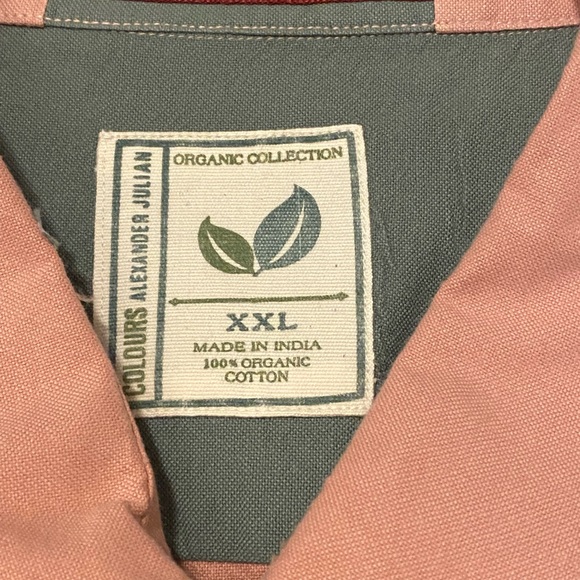 COLOURS ALEXANDER JULIAN
ORGANIC COLLECTION
XXL
MADE IN INDIA
100% ORGANIC
COTTON